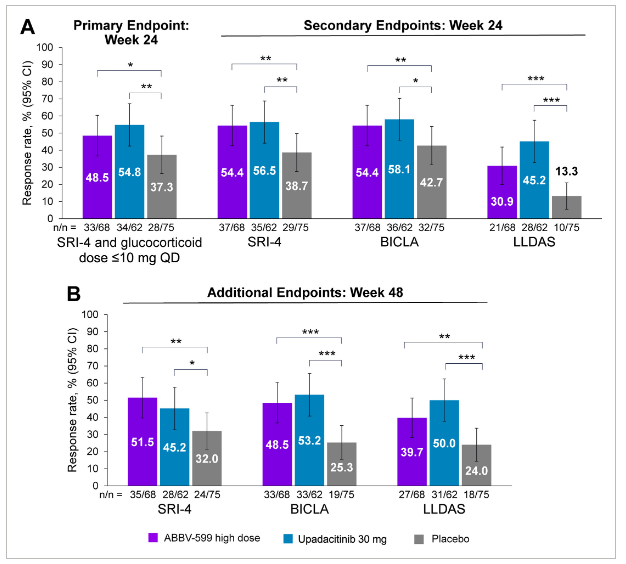 A
Primary Endpoint:
Week 24
Secondary Endpoints: Week 24
Response rate, % (95% CI)
100
90
80
70
60
50
40
30
20
10
0
* ** ** ** ** * *** ***
48.5 54.8 37.3 54.4 56.5 38.7 54.4 58.1 42.7 30.9 45.2 13.3
n/n = 33/68 34/62 28/75 37/68 35/62 29/75 37/68 36/62 32/75 21/68 28/62 10/75
SRI-4 and glucocorticoid
dose ≤10 mg QD
SRI-4 BICLA LLDAS
B
Additional Endpoints: Week 48
Response rate, % (95% CI)
100
90
80
70
60
50
40
30
20
10
0
** * *** *** ** ***
51.5 45.2 32.0 48.5 53.2 25.3 39.7 50.0 24.0
n/n = 35/68 28/62 24/75 33/68 33/62 19/75 27/68 31/62 18/75
SRI-4 BICLA LLDAS
ABBV-599 high dose Upadacitinib 30 mg Placebo